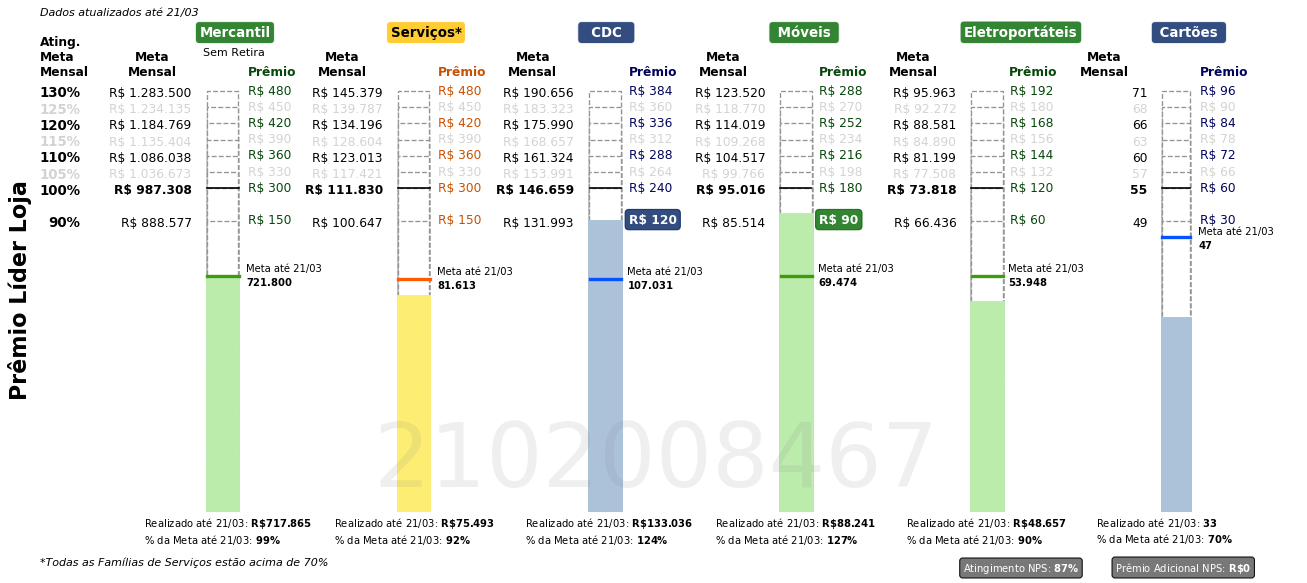 Dados atualizados até 21/03
Mercantil Serviços* CDC Móveis Eletroportáteis Cartões
Sem Retira
Ating. Meta Mensal Meta Mensal Prêmio Meta Mensal Prêmio Meta Mensal Prêmio Meta Mensal Prêmio Meta Mensal Prêmio Meta Mensal Prêmio
130% R$ 1.283.500 R$ 480 R$ 145.379 R$ 480 R$ 190.656 R$ 384 R$ 123.520 R$ 288 R$ 95.963 R$ 192 71 R$ 96
125% R$ 1.234.135 R$ 450 R$ 139.787 R$ 450 R$ 183.323 R$ 360 R$ 118.770 R$ 270 R$ 92.272 R$ 180 68 R$ 90
120% R$ 1.184.769 R$ 420 R$ 134.196 R$ 420 R$ 175.990 R$ 336 R$ 114.019 R$ 252 R$ 88.581 R$ 168 66 R$ 84
115% R$ 1.135.404 R$ 390 R$ 128.604 R$ 390 R$ 168.657 R$ 312 R$ 109.268 R$ 234 R$ 84.890 R$ 156 63 R$ 78
110% R$ 1.086.038 R$ 360 R$ 123.013 R$ 360 R$ 161.324 R$ 288 R$ 104.517 R$ 216 R$ 81.199 R$ 144 60 R$ 72
105% R$ 1.036.673 R$ 330 R$ 117.421 R$ 330 R$ 153.991 R$ 264 R$ 99.766 R$ 198 R$ 77.508 R$ 132 57 R$ 66
100% R$ 987.308 R$ 300 R$ 111.830 R$ 300 R$ 146.659 R$ 240 R$ 95.016 R$ 180 R$ 73.818 R$ 120 55 R$ 60
90% R$ 888.577 R$ 150 R$ 100.647 R$ 150 R$ 131.993 R$ 120 R$ 85.514 R$ 90 R$ 66.436 R$ 60 49 R$ 30
Meta até 21/03
47
Meta até 21/03 Meta até 21/03 Meta até 21/03 Meta até 21/03 Meta até 21/03
721.800 81.613 107.031 69.474 53.948
Prêmio Líder Loja
2102008467
Realizado até 21/03: R$717.865 Realizado até 21/03: R$75.493 Realizado até 21/03: R$133.036 Realizado até 21/03: R$88.241 Realizado até 21/03: R$48.657 Realizado até 21/03: 33
% da Meta até 21/03: 99% % da Meta até 21/03: 92% % da Meta até 21/03: 124% % da Meta até 21/03: 127% % da Meta até 21/03: 90% % da Meta até 21/03: 70%
*Todas as Famílias de Serviços estão acima de 70%
Atingimento NPS: 87% Prêmio Adicional NPS: R$0